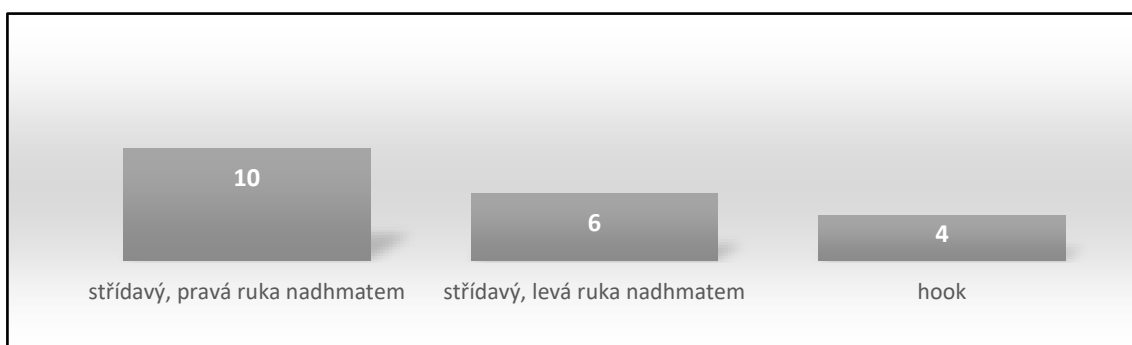 10
6
4
střídavý, pravá ruka nadhmatem
střídavý, levá ruka nadhmatem
hook